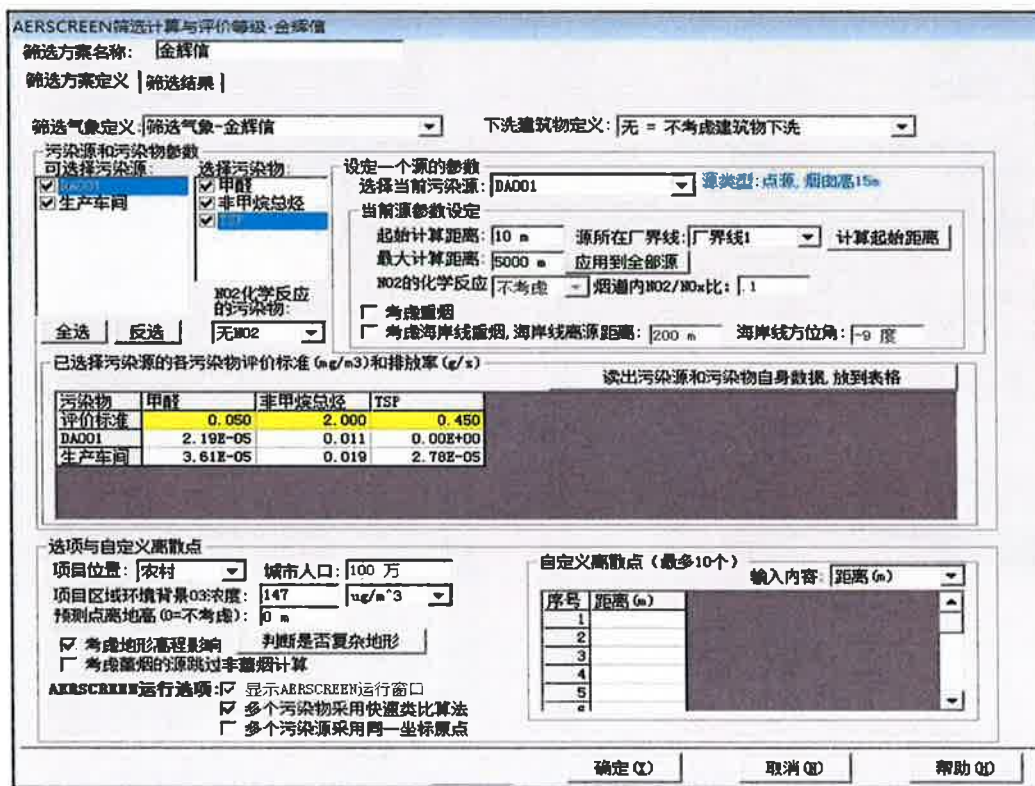 AERSCREEN筛选计算与评价等级-金辉信
筛选方案名称: 金辉信
筛选方案定义 筛选结果
筛选气象定义: 筛选气象-金辉信 下洗建筑物定义: 无 = 不考虑建筑物下洗
污染源和污染物参数
可选择污染源: 选择污染物:
DA001 甲醛
生产车间 非甲烷总烃
TSP
NO2化学反应
的污染物:
全选 反选 无NO2
设定一个源的参数
选择当前污染源: DA001 源类型: 点源, 烟囱高15m
当前源参数设定
起始计算距离: 10 m 源所在厂界线: 厂界线1 计算起始距离
最大计算距离: 5000 m 应用到全部源
NO2的化学反应 不考虑 烟道内NO2/NOx比: .1
考虑重烟
考虑海岸线重烟, 海岸线离源距离: 200 m 海岸线方位角: -9 度
已选择污染源的各污染物评价标准(mg/m3)和排放率(g/s)
读出污染源和污染物自身数据, 放到表格
污染物 甲醛 非甲烷总烃 TSP
评价标准 0.050 2.000 0.450
DA001 2.19E-05 0.011 0.00E+00
生产车间 3.61E-05 0.019 2.78E-05
选项与自定义离散点
项目位置: 农村 城市人口: 100 万
项目区域环境背景O3浓度: 147 ug/m^3
预测点离地高(0=不考虑): 0 m
考虑地形高程影响 判断是否复杂地形
考虑薰烟的源跳过非薰烟计算
AERSCREEN运行选项: 显示AERSCREEN运行窗口
多个污染物采用快速类比算法
多个污染源采用同一坐标原点
自定义离散点(最多10个)
输入内容: 距离(m)
序号 距离(m)
1
2
3
4
5
确定(Y) 取消(N) 帮助(H)